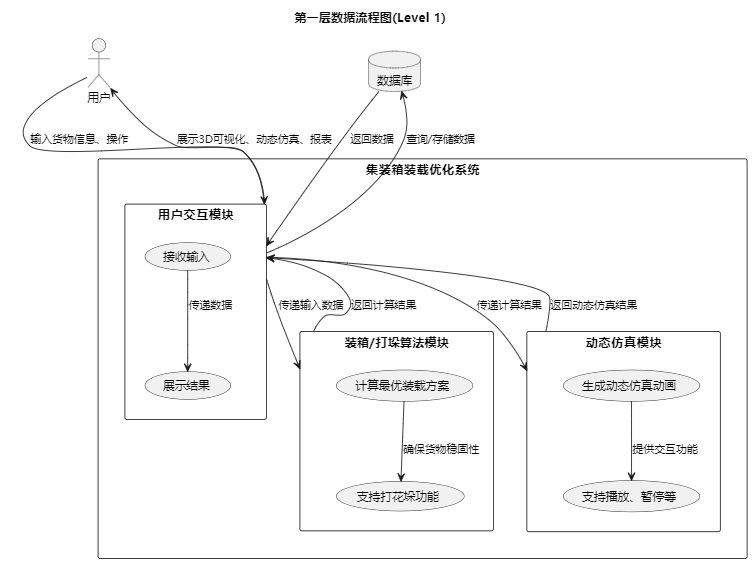 第一层数据流程图(Level 1)
用户
数据库
输入货物信息、操作
展示3D可视化、动态仿真、报表
返回数据
查询/存储数据
集装箱装载优化系统
用户交互模块
接收输入
传递数据
展示结果
传递输入数据
返回计算结果
传递计算结果
返回动态仿真结果
装箱/打垛算法模块
计算最优装载方案
确保货物稳固性
支持打花垛功能
动态仿真模块
生成动态仿真动画
提供交互功能
支持播放、暂停等